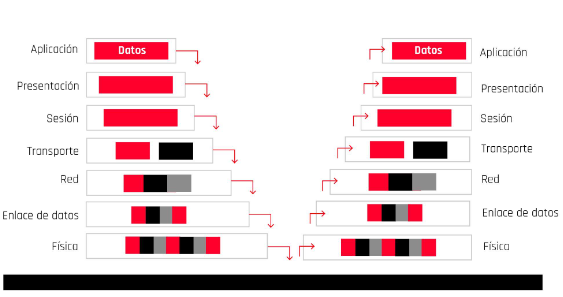 Aplicación Datos Datos Aplicación
Presentación Presentación
Sesión Sesión
Transporte Transporte
Red Red
Enlace de datos Enlace de datos
Física Física